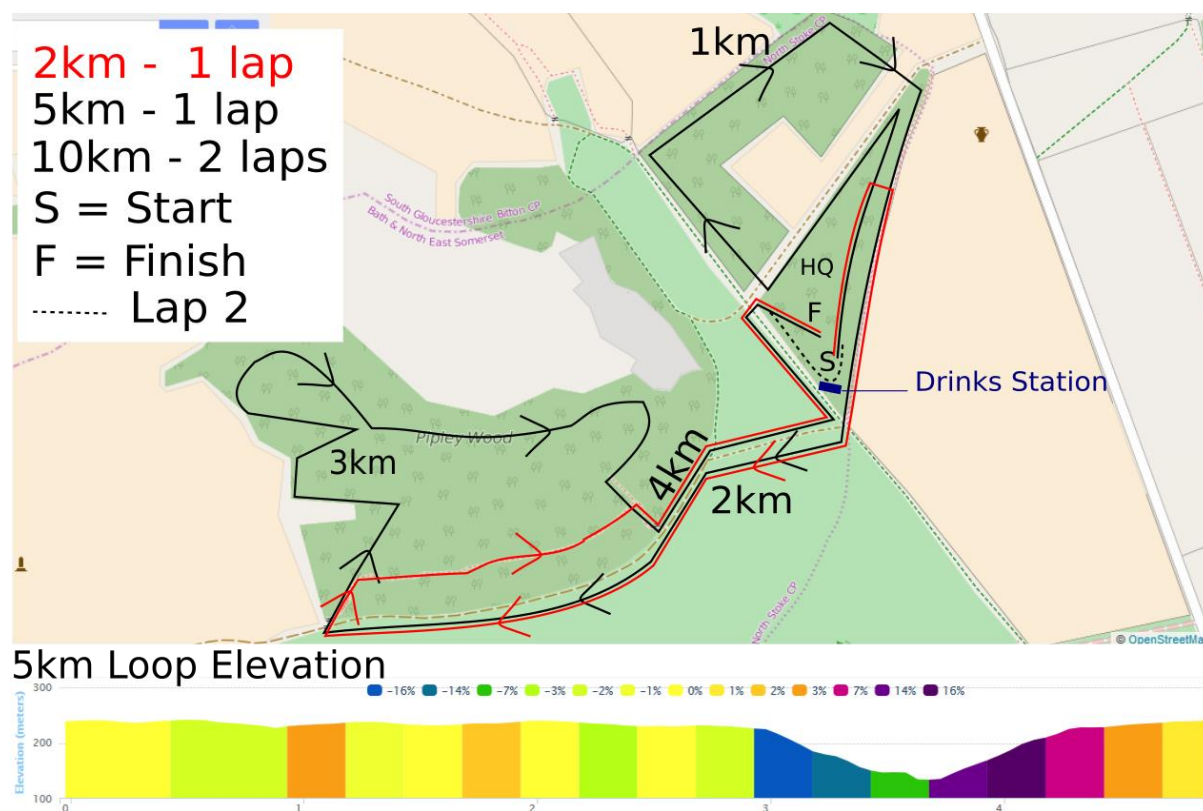 2km - 1 lap
5km - 1 lap
10km - 2 laps
S = Start
F = Finish
Lap 2
1km
North Stoke CP
South Gloucestershire Bitton CP
Bath & North East Somerset
HQ
F
S
Drinks Station
Pipley Wood
3km
4km
2km
North Stoke CP
© OpenStreetMa
5km Loop Elevation
Elevation (meters)
300
200
100
-16% -14% -7% -3% -2% -1% 0% 1% 2% 3% 7% 14% 16%
0 1 2 3 4